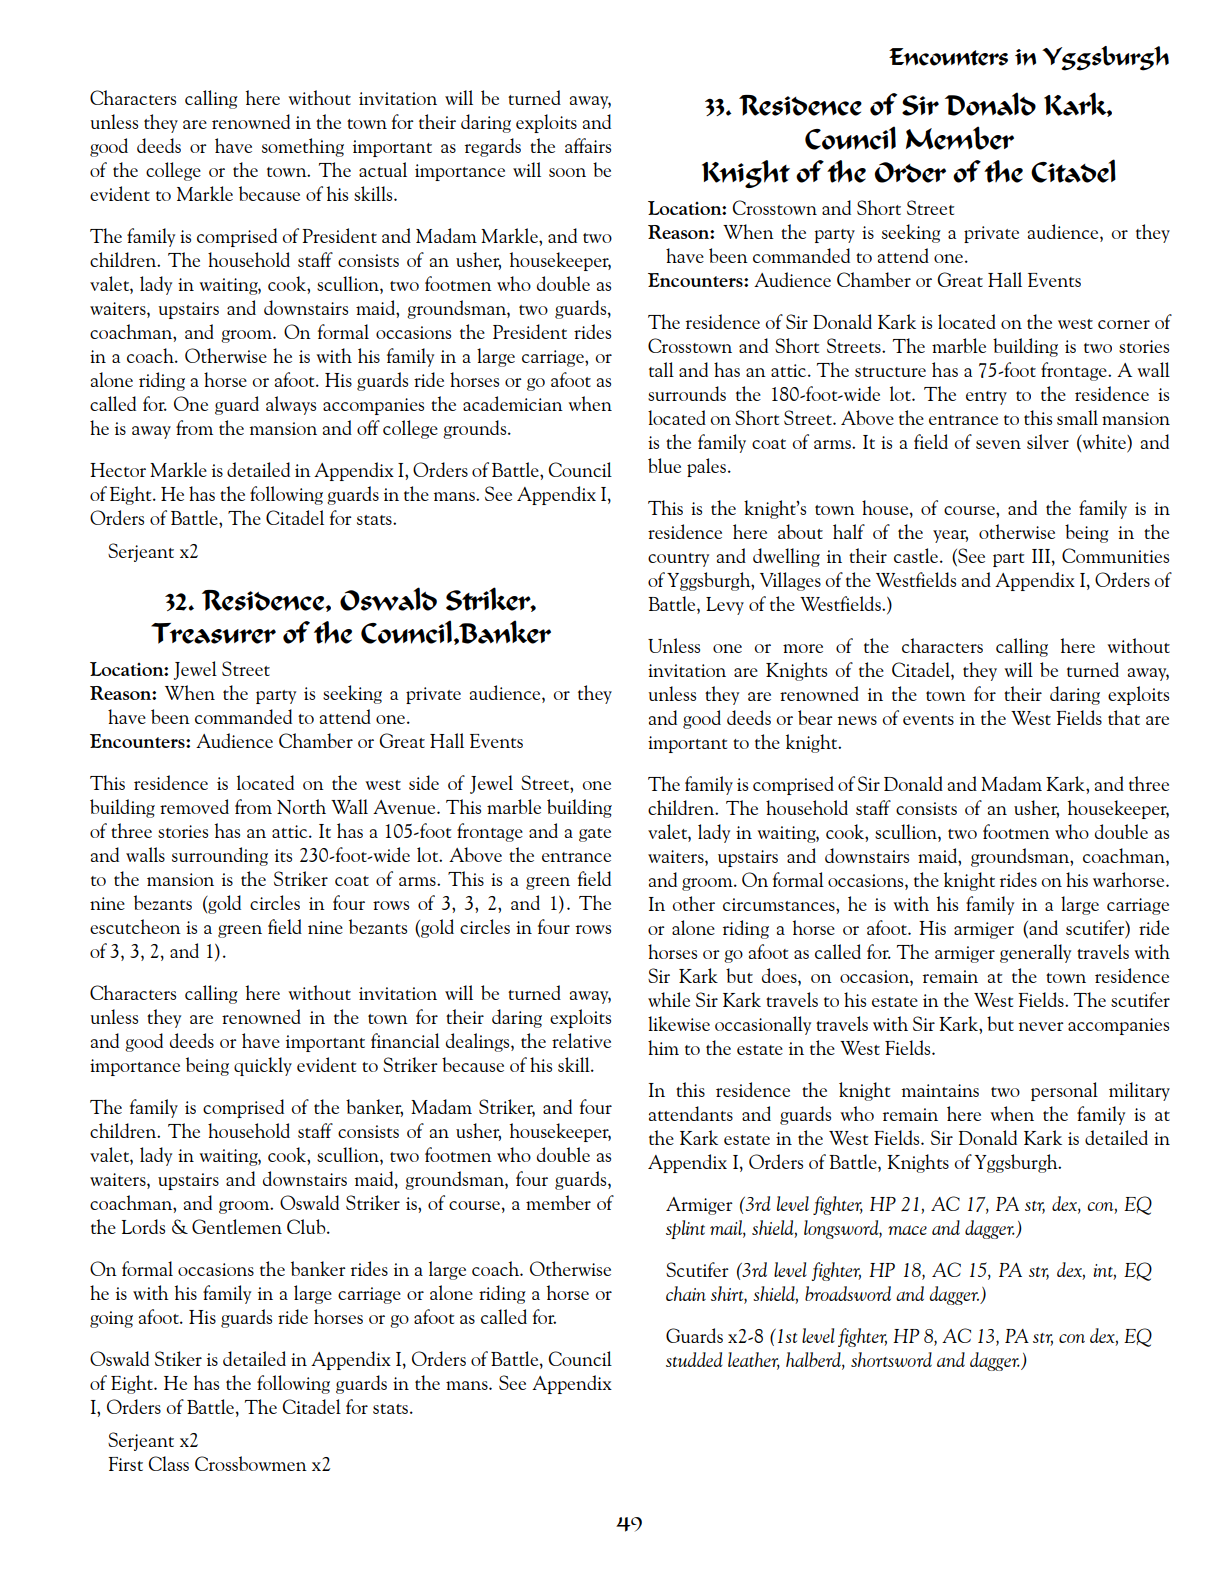 Encounters in Yggsburgh
Characters calling here without invitation will be turned away,
unless they are renowned in the town for their daring exploits and
good deeds or have something important as regards the affairs
of the college or the town. The actual importance will soon be
evident to Markle because of his skills.
The family is comprised of President and Madam Markle, and two
children. The household staff consists of an usher, housekeeper,
valet, lady in waiting, cook, scullion, two footmen who double as
waiters, upstairs and downstairs maid, groundsman, two guards,
coachman, and groom. On formal occasions the President rides
in a coach. Otherwise he is with his family in a large carriage, or
alone riding a horse or afoot. His guards ride horses or go afoot as
called for. One guard always accompanies the academician when
he is away from the mansion and off college grounds.
Hector Markle is detailed in Appendix I, Orders of Battle, Council
of Eight. He has the following guards in the mans. See Appendix I,
Orders of Battle, The Citadel for stats.
Serjeant x2
32. Residence, Oswald Striker,
Treasurer of the Council,Banker
Location: Jewel Street
Reason: When the party is seeking a private audience, or they
have been commanded to attend one.
Encounters: Audience Chamber or Great Hall Events
This residence is located on the west side of Jewel Street, one
building removed from North Wall Avenue. This marble building
of three stories has an attic. It has a 105-foot frontage and a gate
and walls surrounding its 230-foot-wide lot. Above the entrance
to the mansion is the Striker coat of arms. This is a green field
nine bezants (gold circles in four rows of 3, 3, 2, and 1). The
escutcheon is a green field nine bezants (gold circles in four rows
of 3, 3, 2, and 1).
Characters calling here without invitation will be turned away,
unless they are renowned in the town for their daring exploits
and good deeds or have important financial dealings, the relative
importance being quickly evident to Striker because of his skill.
The family is comprised of the banker, Madam Striker, and four
children. The household staff consists of an usher, housekeeper,
valet, lady in waiting, cook, scullion, two footmen who double as
waiters, upstairs and downstairs maid, groundsman, four guards,
coachman, and groom. Oswald Striker is, of course, a member of
the Lords & Gentlemen Club.
On formal occasions the banker rides in a large coach. Otherwise
he is with his family in a large carriage or alone riding a horse or
going afoot. His guards ride horses or go afoot as called for.
Oswald Stiker is detailed in Appendix I, Orders of Battle, Council
of Eight. He has the following guards in the mans. See Appendix
I, Orders of Battle, The Citadel for stats.
Serjeant x2
First Class Crossbowmen x2
33. Residence of Sir Donald Kark,
Council Member
Knight of the Order of the Citadel
Location: Crosstown and Short Street
Reason: When the party is seeking a private audience, or they
have been commanded to attend one.
Encounters: Audience Chamber or Great Hall Events
The residence of Sir Donald Kark is located on the west corner of
Crosstown and Short Streets. The marble building is two stories
tall and has an attic. The structure has a 75-foot frontage. A wall
surrounds the 180-foot-wide lot. The entry to the residence is
located on Short Street. Above the entrance to this small mansion
is the family coat of arms. It is a field of seven silver (white) and
blue pales.
This is the knight's town house, of course, and the family is in
residence here about half of the year, otherwise being in the
country and dwelling in their castle. (See part III, Communities
of Yggsburgh, Villages of the Westfields and Appendix I, Orders of
Battle, Levy of the Westfields.)
Unless one or more of the characters calling here without
invitation are Knights of the Citadel, they will be turned away,
unless they are renowned in the town for their daring exploits
and good deeds or bear news of events in the West Fields that are
important to the knight.
The family is comprised of Sir Donald and Madam Kark, and three
children. The household staff consists of an usher, housekeeper,
valet, lady in waiting, cook, scullion, two footmen who double as
waiters, upstairs and downstairs maid, groundsman, coachman,
and groom. On formal occasions, the knight rides on his warhorse.
In other circumstances, he is with his family in a large carriage
or alone riding a horse or afoot. His armiger (and scutifer) ride
horses or go afoot as called for. The armiger generally travels with
Sir Kark but does, on occasion, remain at the town residence
while Sir Kark travels to his estate in the West Fields. The scutifer
likewise occasionally travels with Sir Kark, but never accompanies
him to the estate in the West Fields.
In this residence the knight maintains two personal military
attendants and guards who remain here when the family is at
the Kark estate in the West Fields. Sir Donald Kark is detailed in
Appendix I, Orders of Battle, Knights of Yggsburgh.
Armiger (3rd level fighter, HP 21, AC 17, PA str, dex, con, EQ
splint mail, shield, longsword, mace and dagger.)
Scutifer (3rd level fighter, HP 18, AC 15, PA str, dex, int, EQ
chain shirt, shield, broadsword and dagger.)
Guards x2-8 (1st level fighter, HP 8, AC 13, PA str, con dex, EQ
studded leather, halberd, shortsword and dagger.)
49